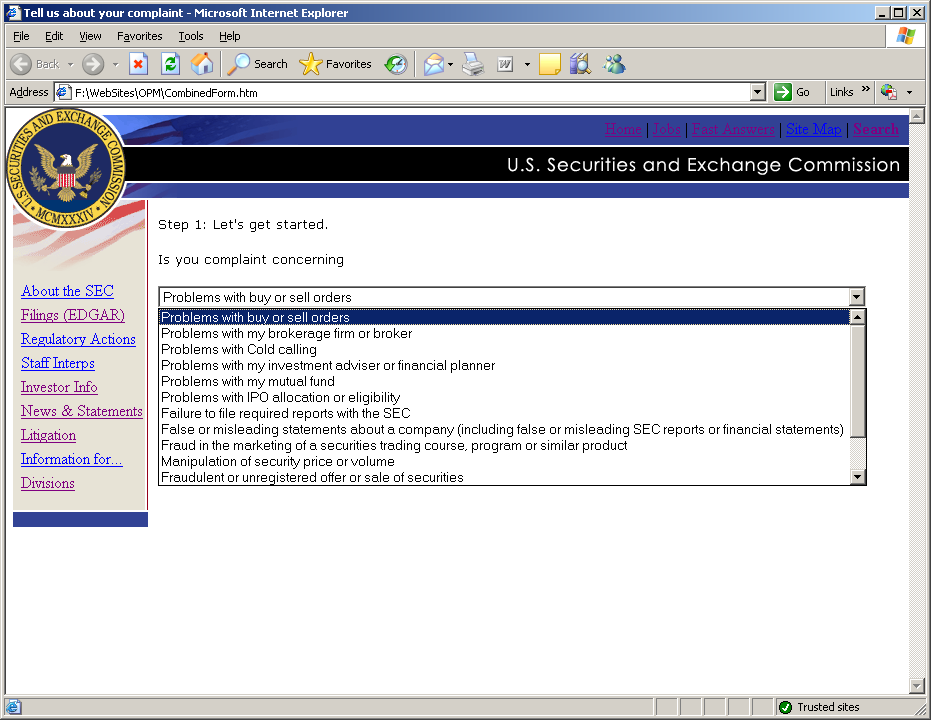 Tell us about your complaint - Microsoft Internet Explorer
File Edit View Favorites Tools Help
Back Search Favorites
Address F:\WebSites\OPM\CombinedForm.htm Go Links »
U.S. SECURITIES AND EXCHANGE COMMISSION
MCMXXXIV
Home | Jobs | Fast Answers | Site Map | Search
U.S. Securities and Exchange Commission
About the SEC
Filings (EDGAR)
Regulatory Actions
Staff Interps
Investor Info
News & Statements
Litigation
Information for...
Divisions
Step 1: Let's get started.
Is you complaint concerning
Problems with buy or sell orders
Problems with buy or sell orders
Problems with my brokerage firm or broker
Problems with Cold calling
Problems with my investment adviser or financial planner
Problems with my mutual fund
Problems with IPO allocation or eligibility
Failure to file required reports with the SEC
False or misleading statements about a company (including false or misleading SEC reports or financial statements)
Fraud in the marketing of a securities trading course, program or similar product
Manipulation of security price or volume
Fraudulent or unregistered offer or sale of securities
Trusted sites